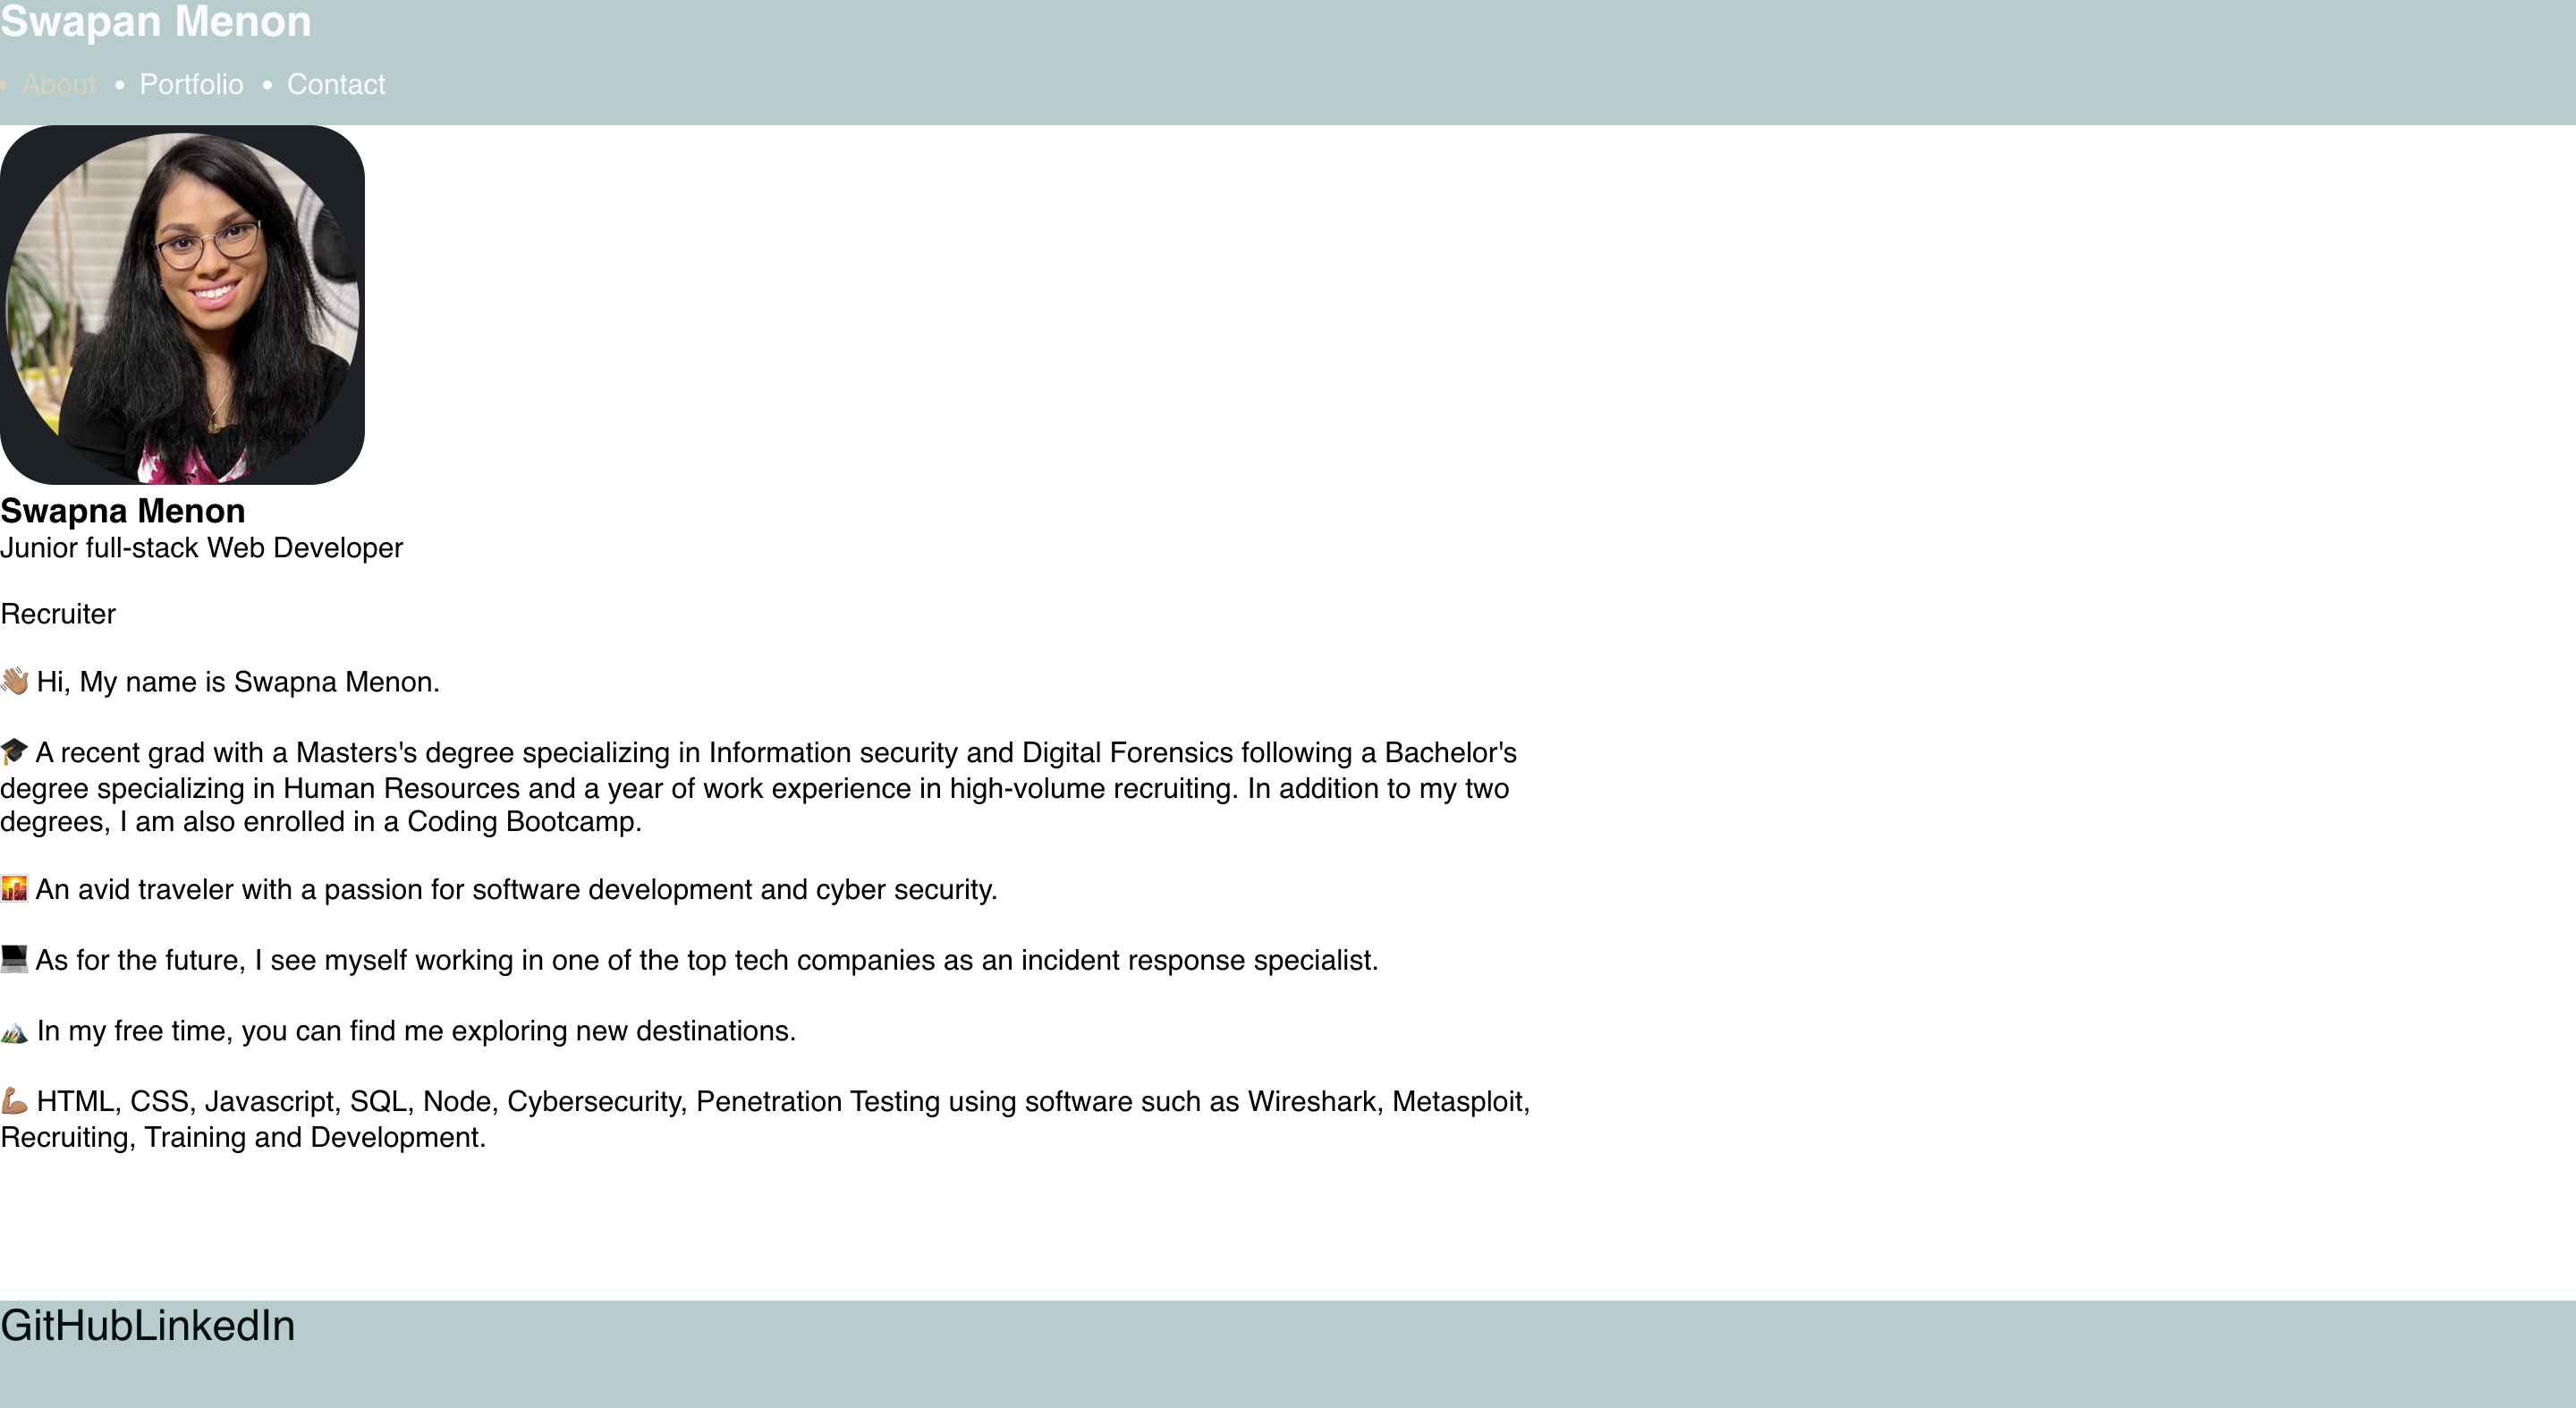 Swapan Menon
• About • Portfolio • Contact
Swapna Menon
Junior full-stack Web Developer
Recruiter
👋🏽 Hi, My name is Swapna Menon.
🎓 A recent grad with a Masters's degree specializing in Information security and Digital Forensics following a Bachelor's
degree specializing in Human Resources and a year of work experience in high-volume recruiting. In addition to my two
degrees, I am also enrolled in a Coding Bootcamp.
🌇 An avid traveler with a passion for software development and cyber security.
💻 As for the future, I see myself working in one of the top tech companies as an incident response specialist.
🏔️ In my free time, you can find me exploring new destinations.
💪🏽 HTML, CSS, Javascript, SQL, Node, Cybersecurity, Penetration Testing using software such as Wireshark, Metasploit,
Recruiting, Training and Development.
GitHubLinkedIn